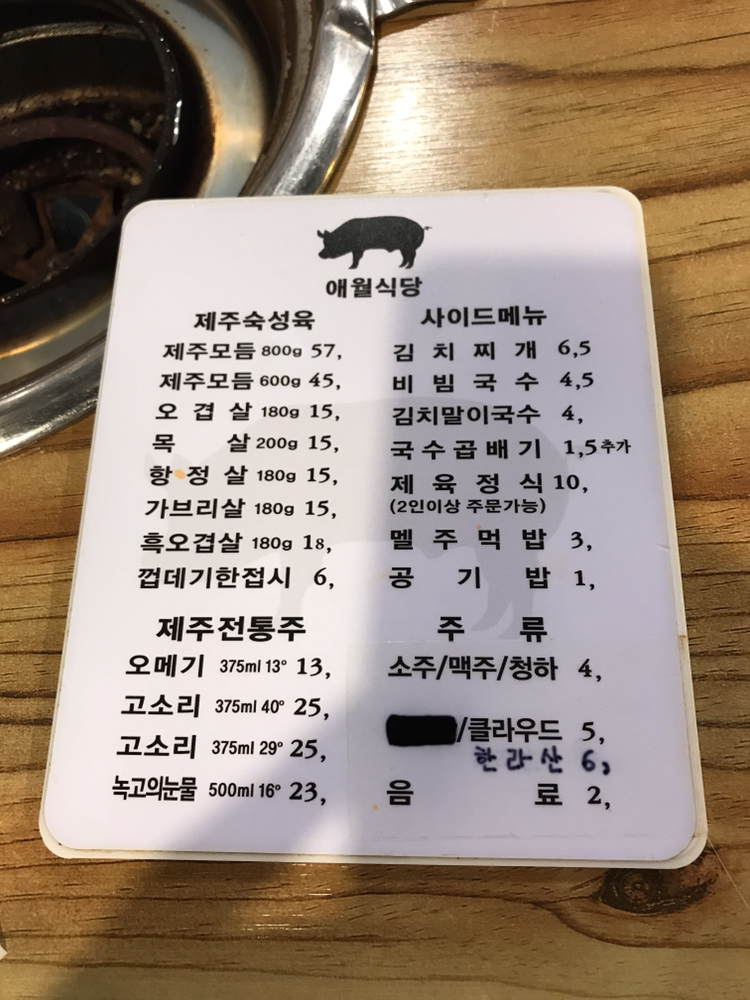 애월식당
제주숙성육
제주모듬 800g 57,
제주모듬 600g 45,
오겹살 180g 15,
목살 200g 15,
항정살 180g 15,
가브리살 180g 15,
흑오겹살 180g 18,
껍데기한접시 6,
사이드메뉴
김치찌개 6,5
비빔국수 4,5
김치말이국수 4,
국수곱배기 1,5추가
제육정식 10,
(2인이상 주문가능)
멜주먹밥 3,
공기밥 1,
제주전통주
오메기 375ml 13° 13,
고소리 375ml 40° 25,
고소리 375ml 29° 25,
녹고의눈물 500ml 16° 23,
주류
소주/맥주/청하 4,
/클라우드 5,
한라산 6,
음료 2,